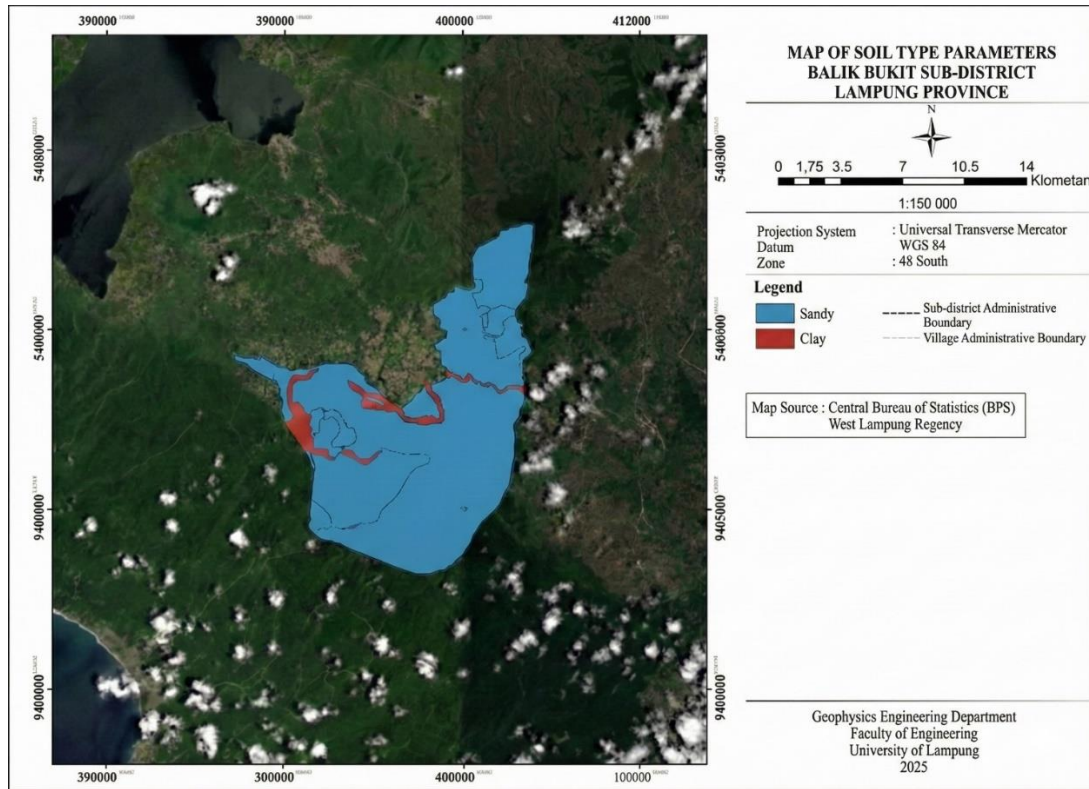 390000
390000
400000
412000
5408000
5400000
9400000
9400000
5403000
5406000
9405000
9400000
390000
300000
400000
100000
MAP OF SOIL TYPE PARAMETERS
BALIK BUKIT SUB-DISTRICT
LAMPUNG PROVINCE
N
0 1,75 3.5 7 10.5 14
Klometan
1:150 000
Projection System : Universal Transverse Mercator
Datum WGS 84
Zone : 48 South
Legend
Sandy
Clay
Sub-district Administrative
Boundary
Village Administrative Boundary
Map Source : Central Bureau of Statistics (BPS)
West Lampung Regency
Geophysics Engineering Department
Faculty of Engineering
University of Lampung
2025